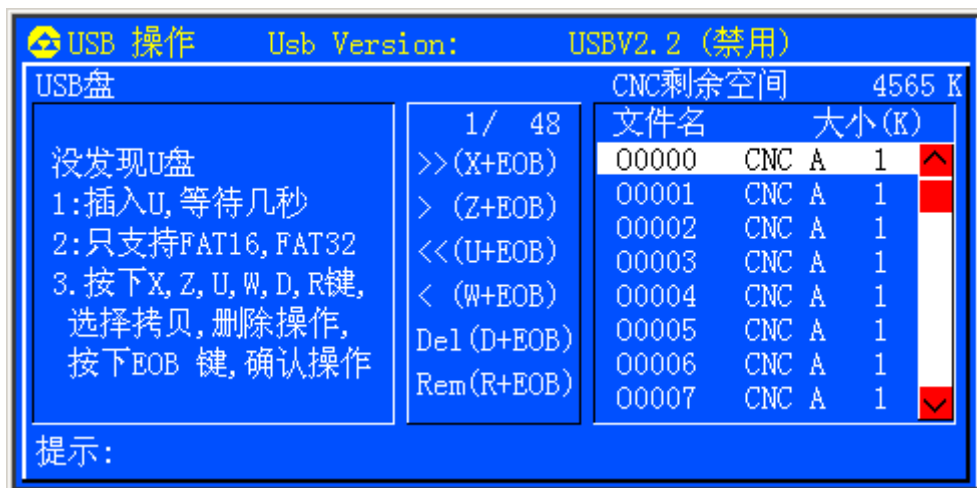 USB 操作 Usb Version: USBV2.2 (禁用)
USB盘 CNC剩余空间 4565 K
没发现U盘
1:插入U,等待几秒
2:只支持FAT16,FAT32
3.按下X,Z,U,W,D,R键,
选择拷贝,删除操作,
按下EOB 键,确认操作
1/ 48
>>(X+EOB)
> (Z+EOB)
<<(U+EOB)
< (W+EOB)
Del(D+EOB)
Rem(R+EOB)
文件名 大小(K)
O0000 CNC A 1
O0001 CNC A 1
O0002 CNC A 1
O0003 CNC A 1
O0004 CNC A 1
O0005 CNC A 1
O0006 CNC A 1
O0007 CNC A 1
提示: